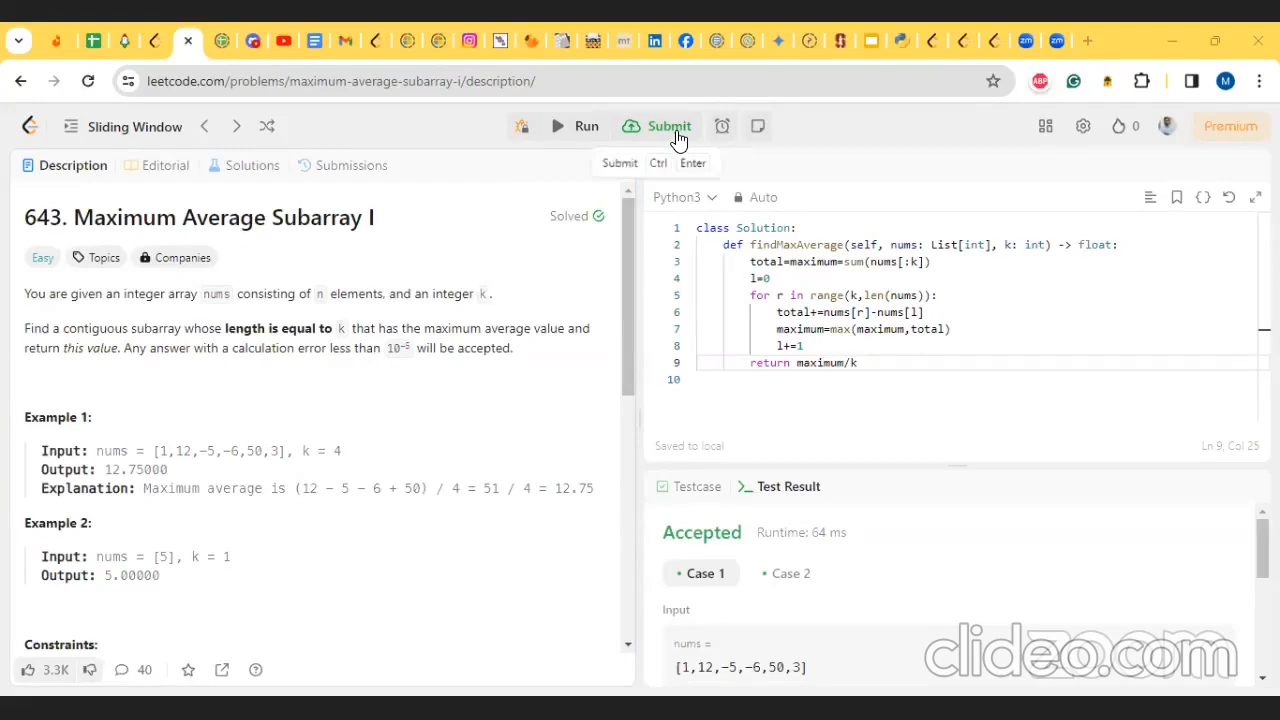 mt
zm
zm
leetcode.com/problems/maximum-average-subarray-i/description/
ABP
M
Sliding Window
Run
Submit
0
Premium
Submit Ctrl Enter
Description
Editorial
Solutions
Submissions
643. Maximum Average Subarray I
Solved
Easy
Topics
Companies
You are given an integer array nums consisting of n elements, and an integer k.
Find a contiguous subarray whose length is equal to k that has the maximum average value and
return this value. Any answer with a calculation error less than 10-5 will be accepted.
Example 1:
Input: nums = [1,12,-5,-6,50,3], k = 4
Output: 12.75000
Explanation: Maximum average is (12 - 5 - 6 + 50) / 4 = 51 / 4 = 12.75
Example 2:
Input: nums = [5], k = 1
Output: 5.00000
Constraints:
3.3K
40
Python3
Auto
1 class Solution:
2 def findMaxAverage(self, nums: List[int], k: int) -> float:
3 total=maximum=sum(nums[:k])
4 l=0
5 for r in range(k,len(nums)):
6 total+=nums[r]-nums[l]
7 maximum=max(maximum,total)
8 l+=1
9 return maximum/k
10
Saved to local
Ln 9, Col 25
Testcase
Test Result
Accepted
Runtime: 64 ms
Case 1
Case 2
Input
nums =
[1,12,-5,-6,50,3]
clideo.com
zoom